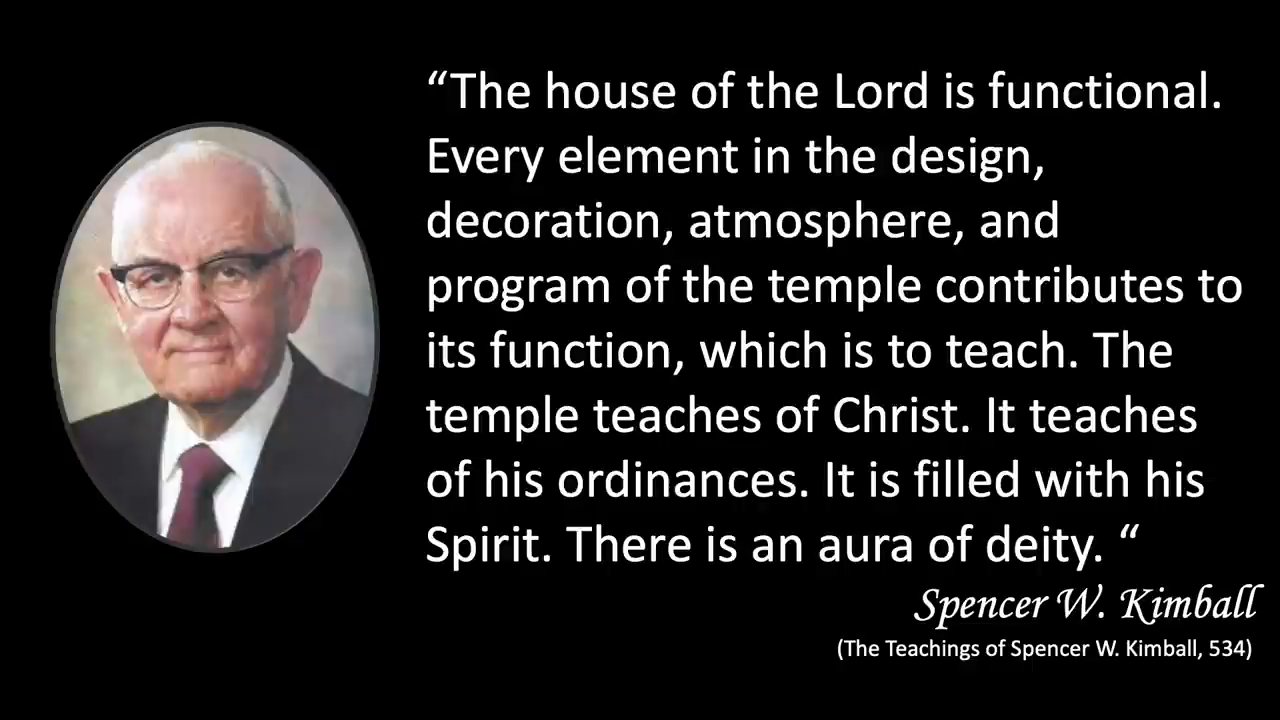 “The house of the Lord is functional.
Every element in the design,
decoration, atmosphere, and
program of the temple contributes to
its function, which is to teach. The
temple teaches of Christ. It teaches
of his ordinances. It is filled with his
Spirit. There is an aura of deity. “
Spencer W. Kimball
(The Teachings of Spencer W. Kimball, 534)